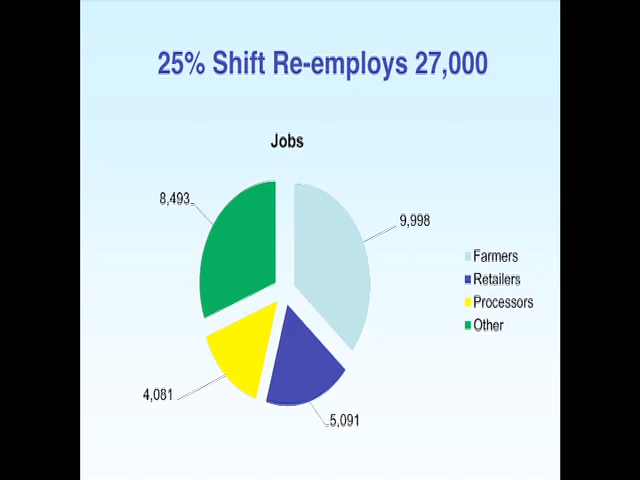 25% Shift Re-employs 27,000
Jobs
8,493
9,998
Farmers
Retailers
Processors
Other
4,081
5,091